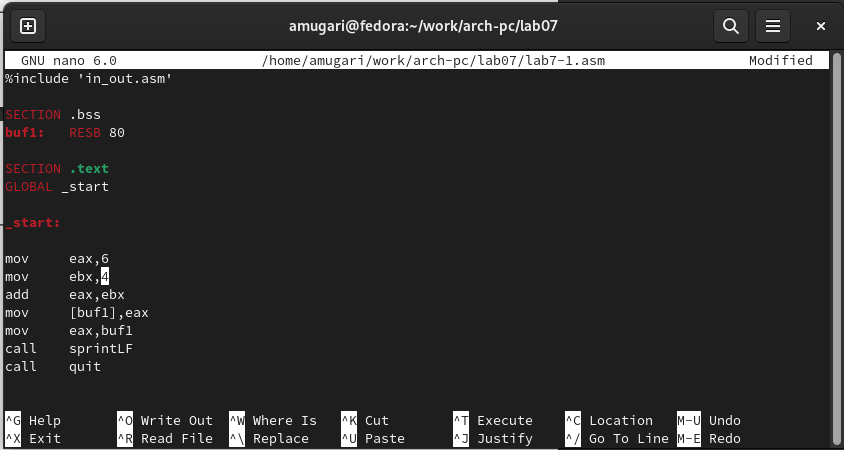 amugari@fedora:~/work/arch-pc/lab07
GNU nano 6.0 /home/amugari/work/arch-pc/lab07/lab7-1.asm Modified
%include 'in_out.asm'
SECTION .bss
buf1: RESB 80
SECTION .text
GLOBAL _start
_start:
mov eax,6
mov ebx,4
add eax,ebx
mov [buf1],eax
mov eax,buf1
call sprintLF
call quit
^G Help ^O Write Out ^W Where Is ^K Cut ^T Execute ^C Location M-U Undo
^X Exit ^R Read File ^\ Replace ^U Paste ^J Justify ^/ Go To Line M-E Redo